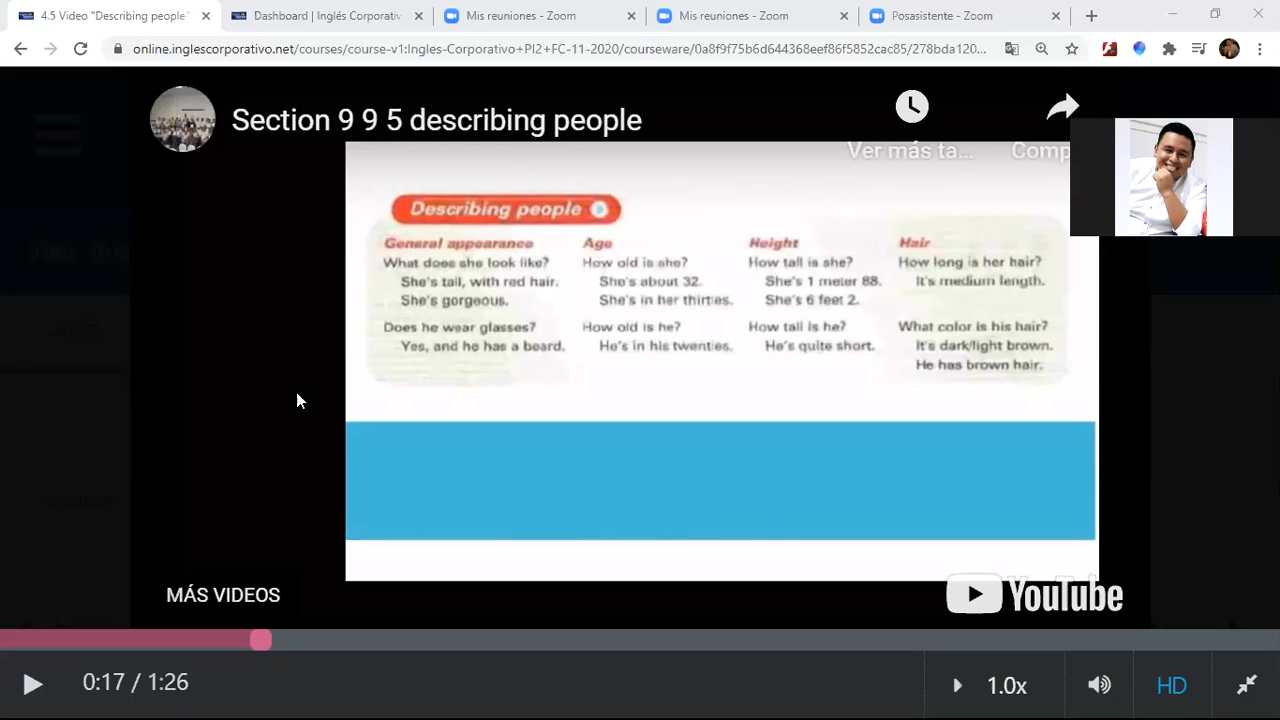 4.5 Video "Describing people"
Dashboard | Inglés Corporativ
Mis reuniones - Zoom
Mis reuniones - Zoom
Posasistente - Zoom
online.inglescorporativo.net/courses/course-v1:Ingles-Corporativo+PI2+FC-11-2020/courseware/0a8f9f75f6d644368eef86f5852cac85/278bda120...
Section 9 9 5 describing people
Ver más ta...
Comp
Describing people
General appearance
What does she look like?
She's tall, with red hair.
She's gorgeous.
Does he wear glasses?
Yes, and he has a beard.
Age
How old is she?
She's about 32.
She's in her thirties.
How old is he?
He's in his twenties.
Height
How tall is she?
She's 1 meter 88.
She's 6 feet 2.
How tall is he?
He's quite short.
Hair
How long is her hair?
It's medium length.
What color is his hair?
It's dark/light brown.
He has brown hair.
MÁS VIDEOS
YouTube
0:17 / 1:26
1.0x
HD